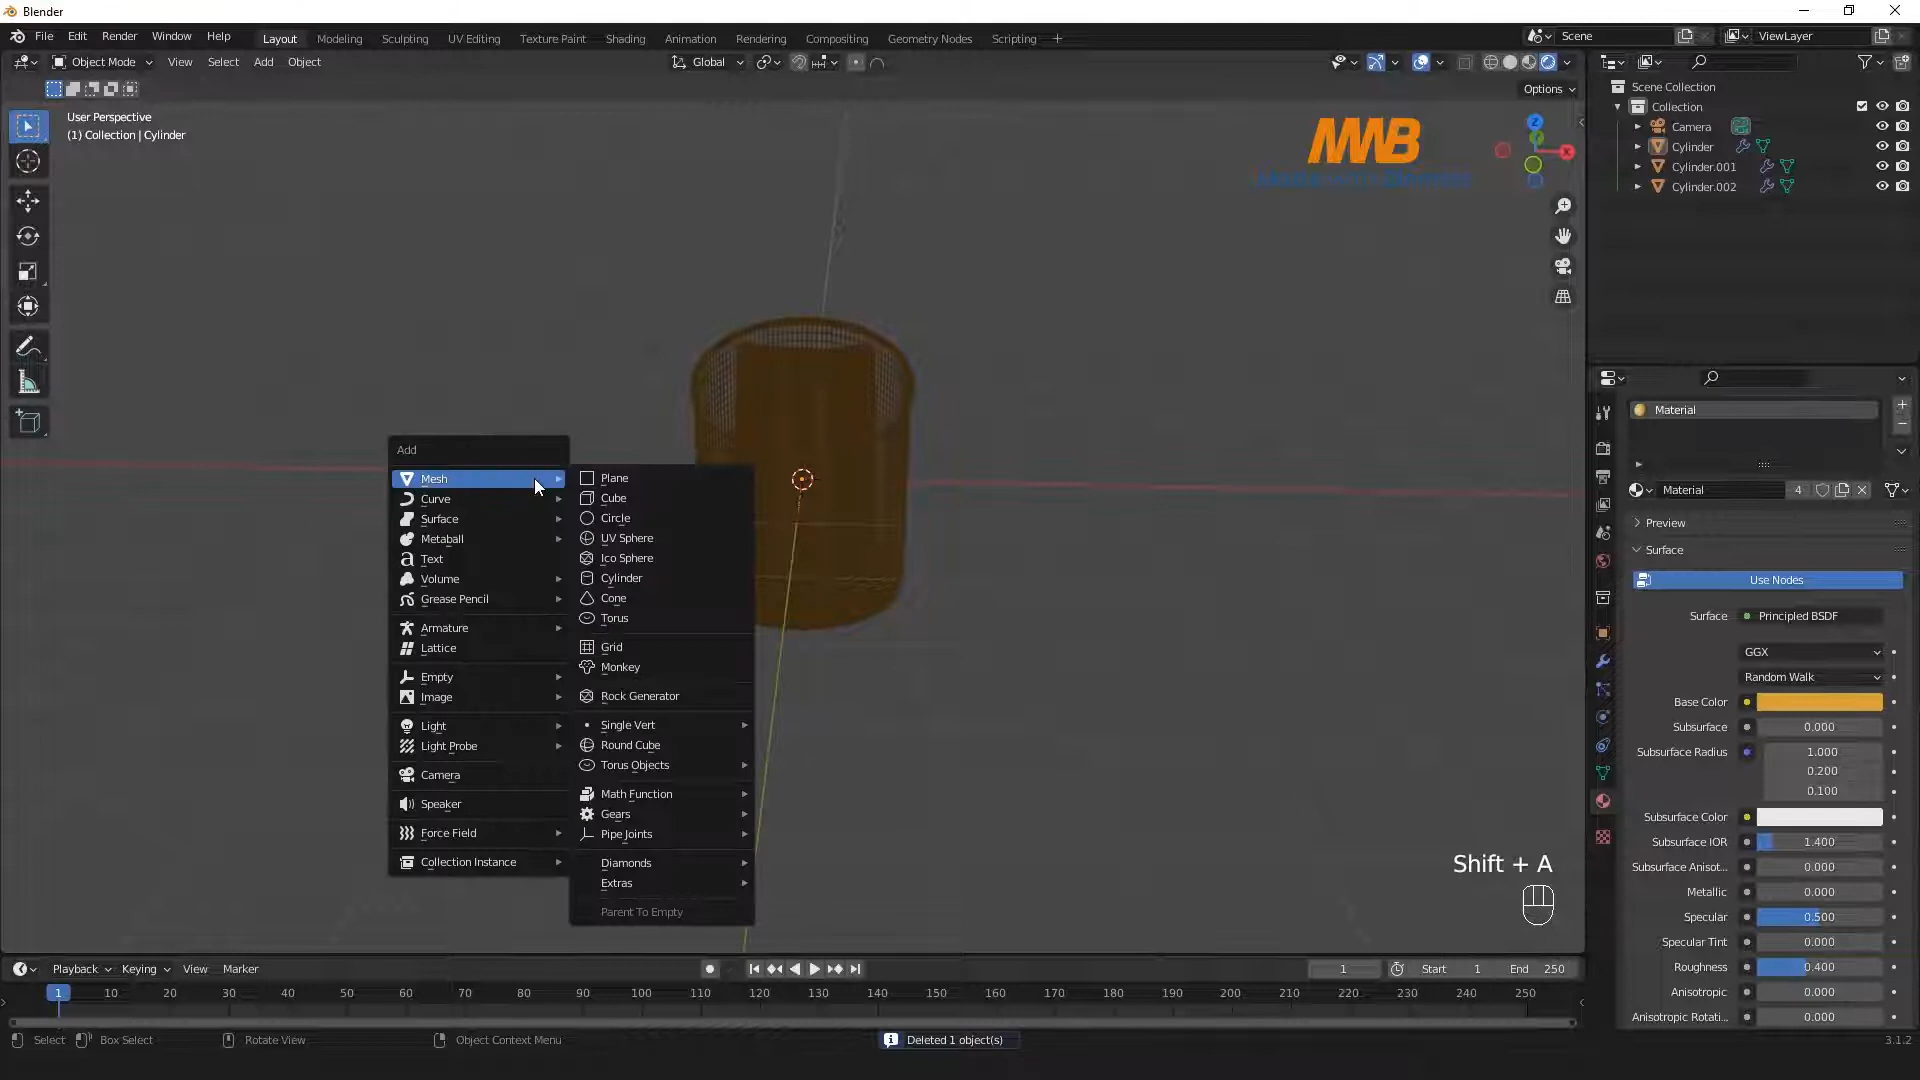 Blender
File Edit Render Window Help
Layout Modeling Sculpting UV Editing Texture Paint Shading Animation Rendering Compositing Geometry Nodes Scripting
Scene
ViewLayer
Object Mode View Select Add Object
Global
Options
User Perspective
(1) Collection | Cylinder
MWB
Z
X
Scene Collection
Collection
Camera
Cylinder
Cylinder.001
Cylinder.002
Add
Mesh
Curve
Surface
Metaball
Text
Volume
Grease Pencil
Armature
Lattice
Empty
Image
Light
Light Probe
Camera
Speaker
Force Field
Collection Instance
Plane
Cube
Circle
UV Sphere
Ico Sphere
Cylinder
Cone
Torus
Grid
Monkey
Rock Generator
Single Vert
Round Cube
Torus Objects
Math Function
Gears
Pipe Joints
Diamonds
Extras
Parent To Empty
Shift + A
Material
Material 4
Preview
Surface
Use Nodes
Surface Principled BSDF
GGX
Random Walk
Base Color
Subsurface 0.000
Subsurface Radius 1.000
0.200
0.100
Subsurface Color
Subsurface IOR 1.400
Subsurface Anisot... 0.000
Metallic 0.000
Specular 0.500
Specular Tint 0.000
Roughness 0.400
Anisotropic 0.000
Anisotropic Rotati... 0.000
Playback Keying View Marker
1 Start 1 End 250
1 10 20 30 40 50 60 70 80 90 100 110 120 130 140 150 160 170 180 190 200 210 220 230 240 250
Select Box Select Rotate View Object Context Menu
Deleted 1 object(s)
3.1.2